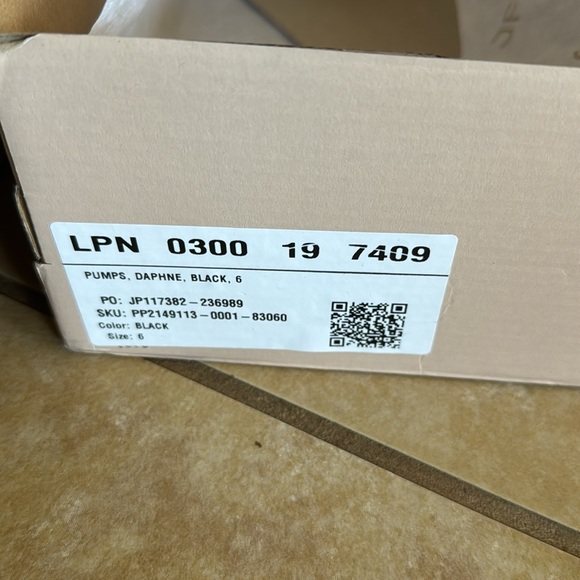 LPN 0300 19 7409
PUMPS, DAPHNE, BLACK, 6
PO: JP117382-236989
SKU: PP2149113-0001-83060
Color: BLACK
Size: 6